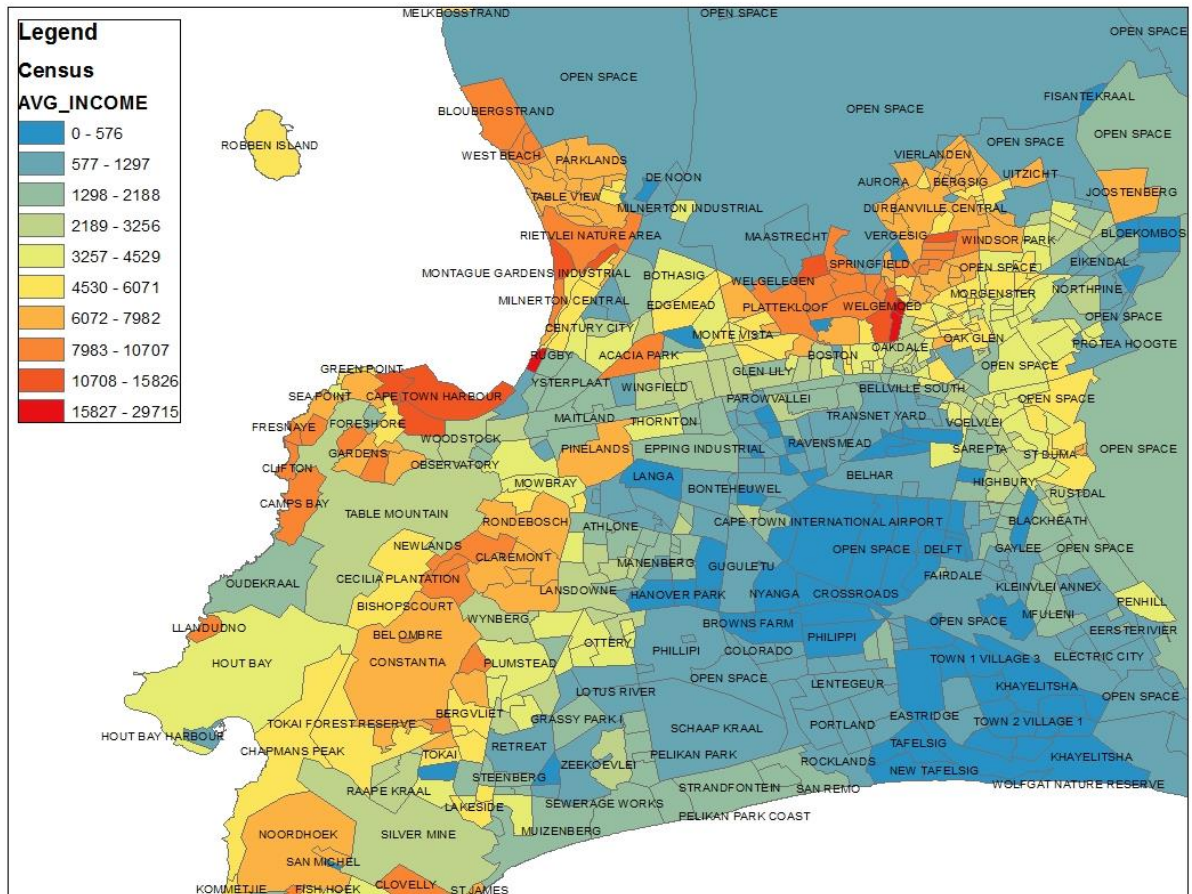 Legend
Census
AVG_INCOME
0 - 576
577 - 1297
1298 - 2188
2189 - 3256
3257 - 4529
4530 - 6071
6072 - 7982
7983 - 10707
10708 - 15826
15827 - 29715
MELKBOSSTRAND
OPEN SPACE
OPEN SPACE
OPEN SPACE
OPEN SPACE
FISANTEKRAAL
BLOUBERGSTRAND
OPEN SPACE
ROBBEN ISLAND
WEST BEACH
PARKLANDS
VIERLANDEN
OPEN SPACE
DE NOON
AURORA
BERGSIG
UITZICHT
JOOSTENBERG
TABLE VIEW
MILNERTON INDUSTRIAL
DURBANVILLE CENTRAL
RIETVLEI NATURE AREA
MAASTRECHT
VERGESIG
WINDSOR PARK
BLOEKOMBOS
MONTAGUE GARDENS INDUSTRIAL
BOTHASIG
WELGELEGEN
SPRINGFIELD
OPEN SPACE
EIKENDAL
MILNERTON CENTRAL
EDGEMEAD
PLATTEKLOOF
WELGEMOED
MORGENSTER
NORTHPINE
CENTURY CITY
MONTE VISTA
OAK GLEN
OPEN SPACE
RUGBY
ACACIA PARK
BOSTON
OAKDALE
PROTEA HOOGTE
GREEN POINT
GLEN LILY
OPEN SPACE
SEA POINT
CAPE TOWN HARBOUR
YSTERPLAAT
WINGFIELD
PAROWVALLEI
BELLVILLE SOUTH
OPEN SPACE
FRESNAYE
FORESHORE
WOODSTOCK
MAITLAND
THORNTON
TRANSNET YARD
VOELVLEI
GARDENS
OBSERVATORY
PINELANDS
EPPING INDUSTRIAL
RAVENSMEAD
SAREPTA
ST DUMA
OPEN SPACE
CLIFTON
MOWBRAY
LANGA
BONTEHEUWEL
BELHAR
HIGHBURY
RUSTDAL
CAMPS BAY
TABLE MOUNTAIN
RONDEBOSCH
ATHLONE
CAPE TOWN INTERNATIONAL AIRPORT
BLACKHEATH
NEWLANDS
CLAREMONT
MANENBERG
GUGULETU
OPEN SPACE
DELFT
GAYLEE
OPEN SPACE
OUDEKRAAL
CECILIA PLANTATION
LANSDOWNE
HANOVER PARK
NYANGA
CROSSROADS
FAIRDALE
KLEINVLEI ANNEX
PENHILL
BISHOPSCOURT
WYNBERG
BROWNS FARM
PHILIPPI
OPEN SPACE
MFULENI
EERSTERIVIER
LLANDUDNO
BEL OMBRE
OTTERY
PHILLIPI
COLORADO
HOUT BAY
CONSTANTIA
PLUMSTEAD
TOWN 1 VILLAGE 3
ELECTRIC CITY
OPEN SPACE
LENTEGEUR
KHAYELITSHA
OPEN SPACE
LOTUS RIVER
BERGVLIET
GRASSY PARK I
SCHAAP KRAAL
PORTLAND
EASTRIDGE
TOWN 2 VILLAGE 1
TOKAI FOREST RESERVE
HOUT BAY HARBOUR
CHAPMANS PEAK
TOKAI
RETREAT
ZEEKOEVLEI
PELIKAN PARK
ROCKLANDS
TAFELSIG
KHAYELITSHA
STEENBERG
NEW TAFELSIG
RAAPE KRAAL
STRANDFONTEIN
SAN REMO
WOLFGAT NATURE RESERVE
LAKESIDE
SEWERAGE WORKS
PELIKAN PARK COAST
NOORDHOEK
SILVER MINE
MUIZENBERG
SAN MICHEL
KOMMETJIE
FISH HOEK
CLOVELLY
ST JAMES